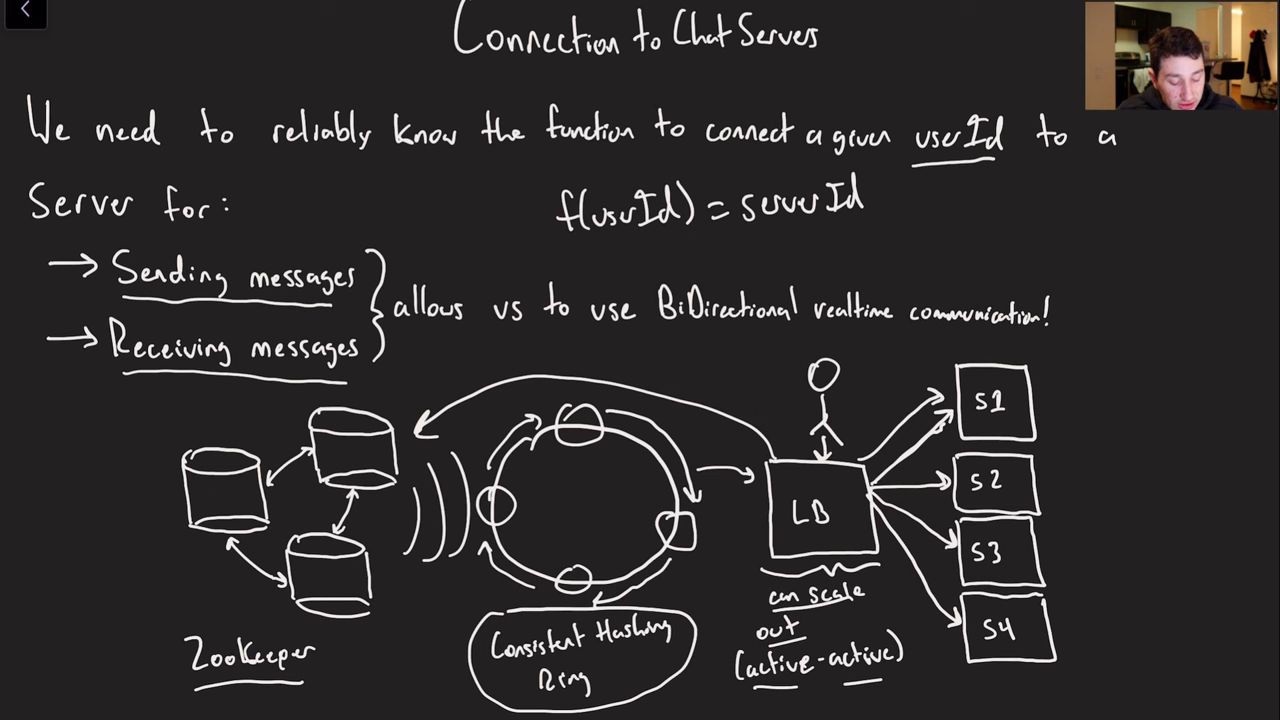 Connection to Chat Servers
We need to reliably know the function to connect a given userId to a
Server for:
f(userId) = serverId
→ Sending messages
→ Receiving messages
allows us to use BiDirectional realtime communication!
S1
S2
LB
S3
S4
can scale
out
(active-active)
Consistent Hashing
Ring
ZooKeeper